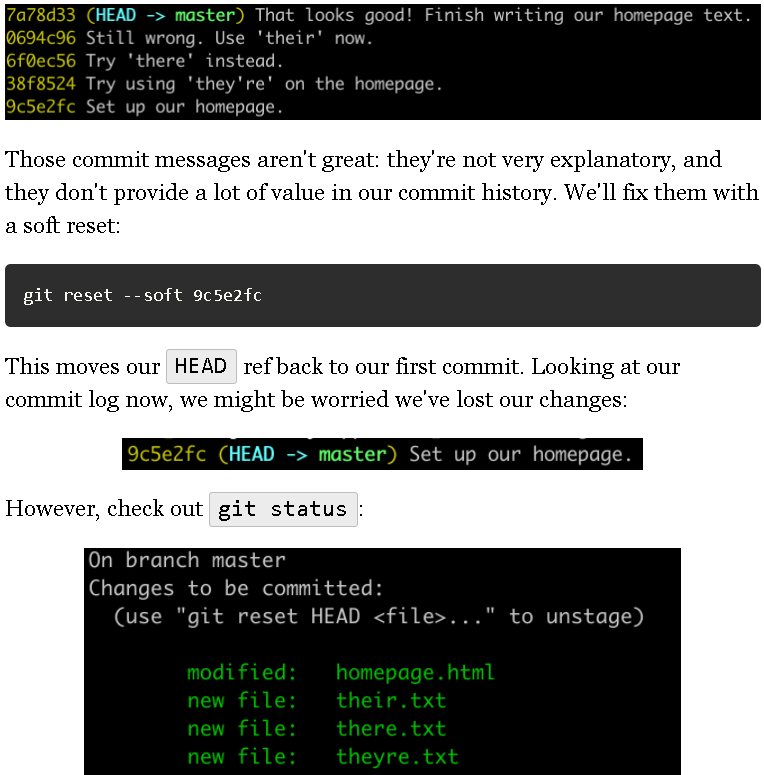 7a78d33 (HEAD -> master) That looks good! Finish writing our homepage text.
0694c96 Still wrong. Use 'their' now.
6f0ec56 Try 'there' instead.
38f8524 Try using 'they're' on the homepage.
9c5e2fc Set up our homepage.
Those commit messages aren't great: they're not very explanatory, and
they don't provide a lot of value in our commit history. We'll fix them with
a soft reset:
git reset --soft 9c5e2fc
This moves our HEAD ref back to our first commit. Looking at our
commit log now, we might be worried we've lost our changes:
9c5e2fc (HEAD -> master) Set up our homepage.
However, check out git status:
On branch master
Changes to be committed:
(use "git reset HEAD <file>..." to unstage)
modified: homepage.html
new file: their.txt
new file: there.txt
new file: theyre.txt